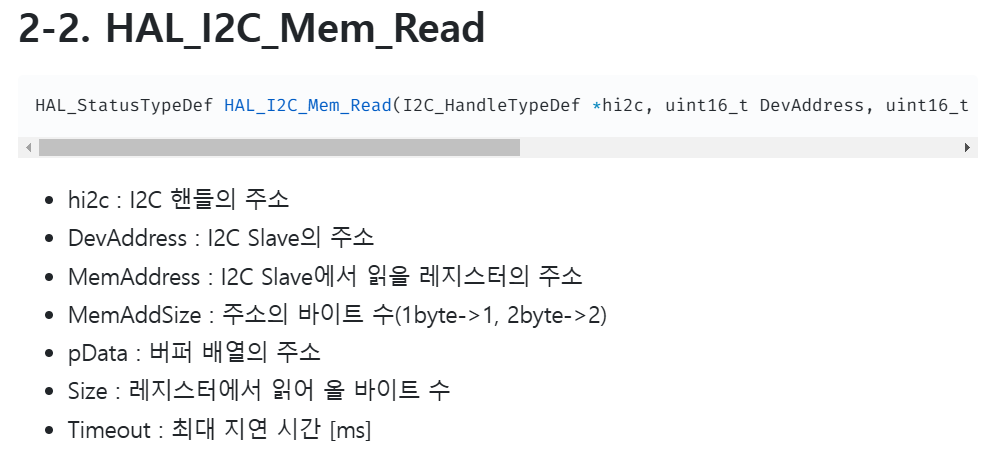 2-2. HAL_I2C_Mem_Read
HAL_StatusTypeDef HAL_I2C_Mem_Read(I2C_HandleTypeDef *hi2c, uint16_t DevAddress, uint16_t
• hi2c : I2C 핸들의 주소
• DevAddress : I2C Slave의 주소
• MemAddress : I2C Slave에서 읽을 레지스터의 주소
• MemAddSize : 주소의 바이트 수(1byte->1, 2byte->2)
• pData : 버퍼 배열의 주소
• Size : 레지스터에서 읽어 올 바이트 수
• Timeout : 최대 지연 시간 [ms]